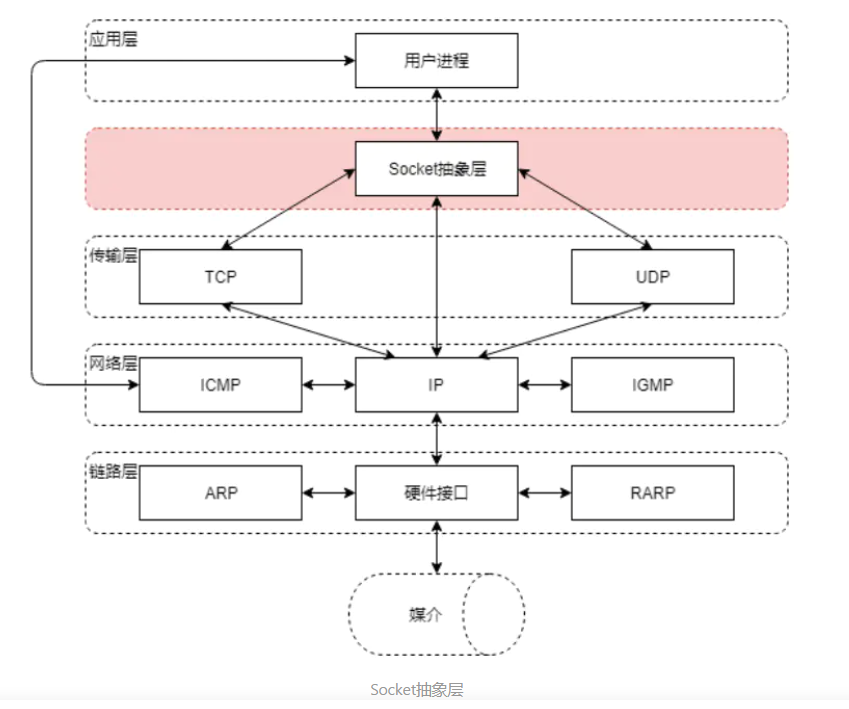 应用层
用户进程
Socket抽象层
传输层
TCP
UDP
网络层
ICMP
IP
IGMP
链路层
ARP
硬件接口
RARP
媒介
Socket抽象层